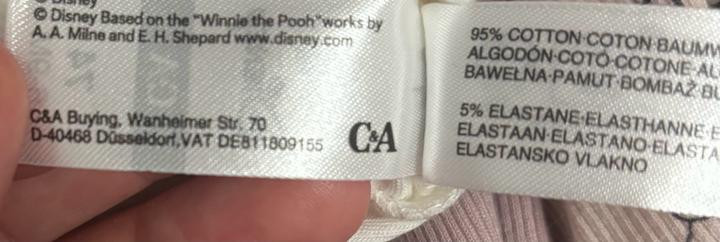 © Disney
© Disney Based on the "Winnie the Pooh" works by
A. A. Milne and E. H. Shepard www.disney.com
C&A Buying, Wanheimer Str. 70
D-40468 Düsseldorf, VAT DE811809155
C&A
95% COTTON·COTON·BAUMW
ALGODÓN·COTÓ·COTONE·AL
BAWEŁNA·PAMUT·BOMBAŽ·BU
5% ELASTANE·ELASTHANNE·E
ELASTAAN·ELASTANO·ELASTA
ELASTANSKO VLAKNO